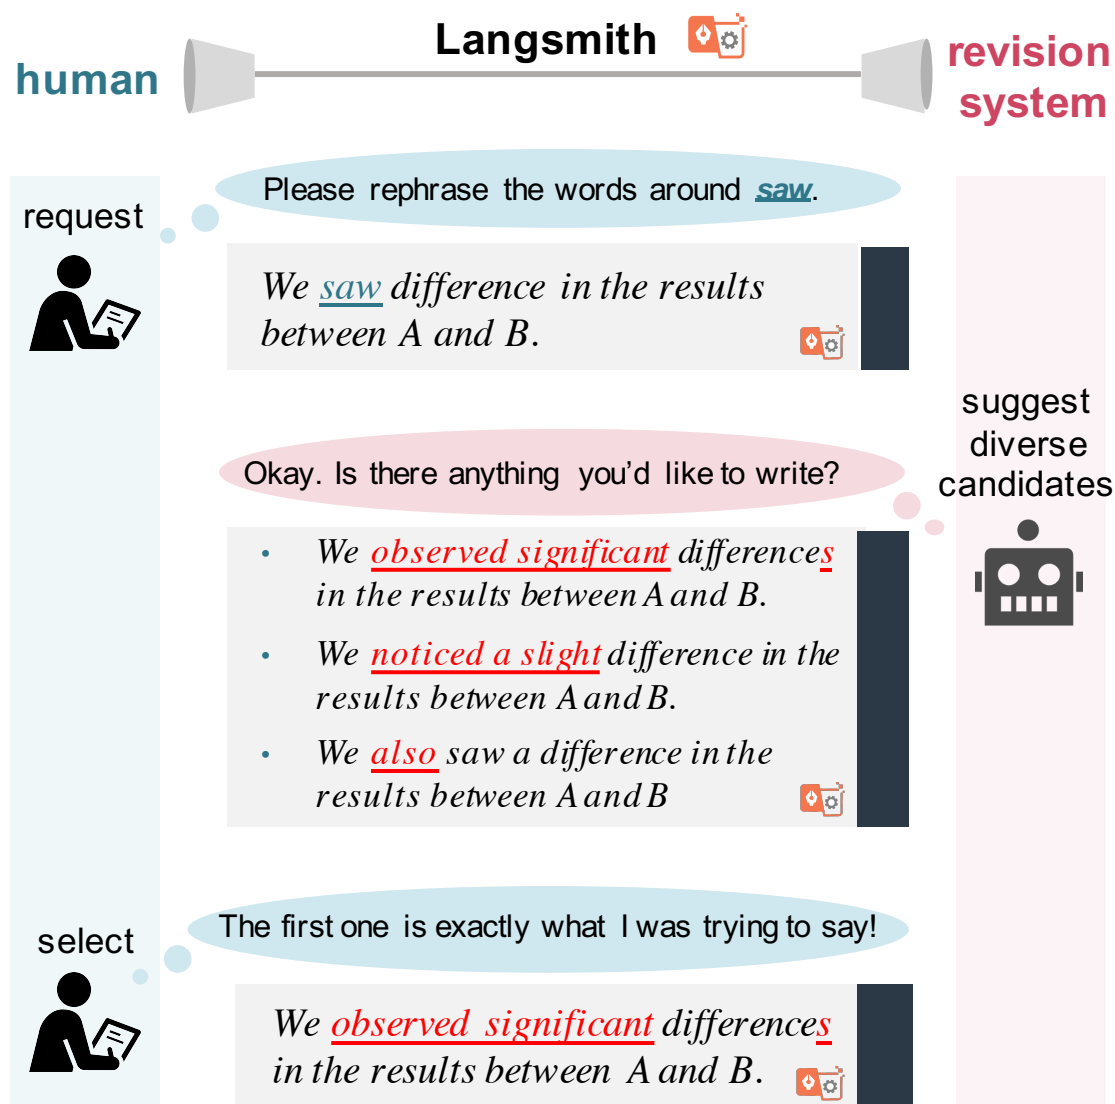 Langsmith
human
revision
system
request
Please rephrase the words around saw.
We saw difference in the results
between A and B.
suggest
diverse
candidates
Okay. Is there anything you’d like to write?
• We observed significant differences
in the results between A and B.
• We noticed a slight difference in the
results between A and B.
• We also saw a difference in the
results between A and B
select
The first one is exactly what I was trying to say!
We observed significant differences
in the results between A and B.